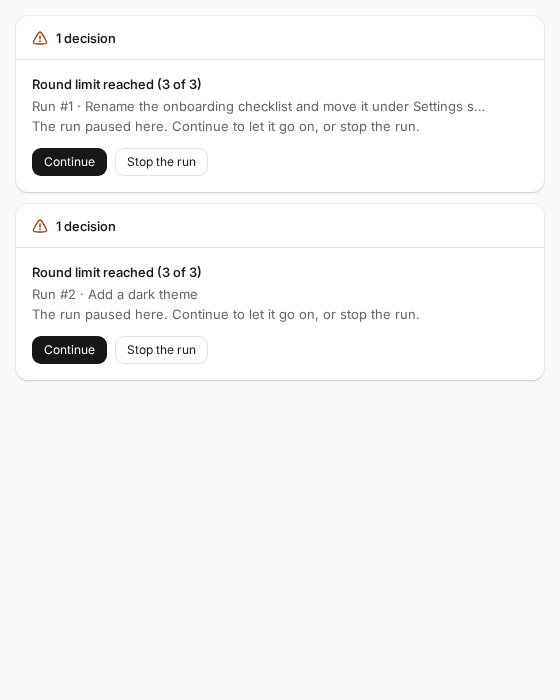 1 decision
Round limit reached (3 of 3)
Run #1 · Rename the onboarding checklist and move it under Settings s…
The run paused here. Continue to let it go on, or stop the run.
Continue Stop the run
1 decision
Round limit reached (3 of 3)
Run #2 · Add a dark theme
The run paused here. Continue to let it go on, or stop the run.
Continue Stop the run